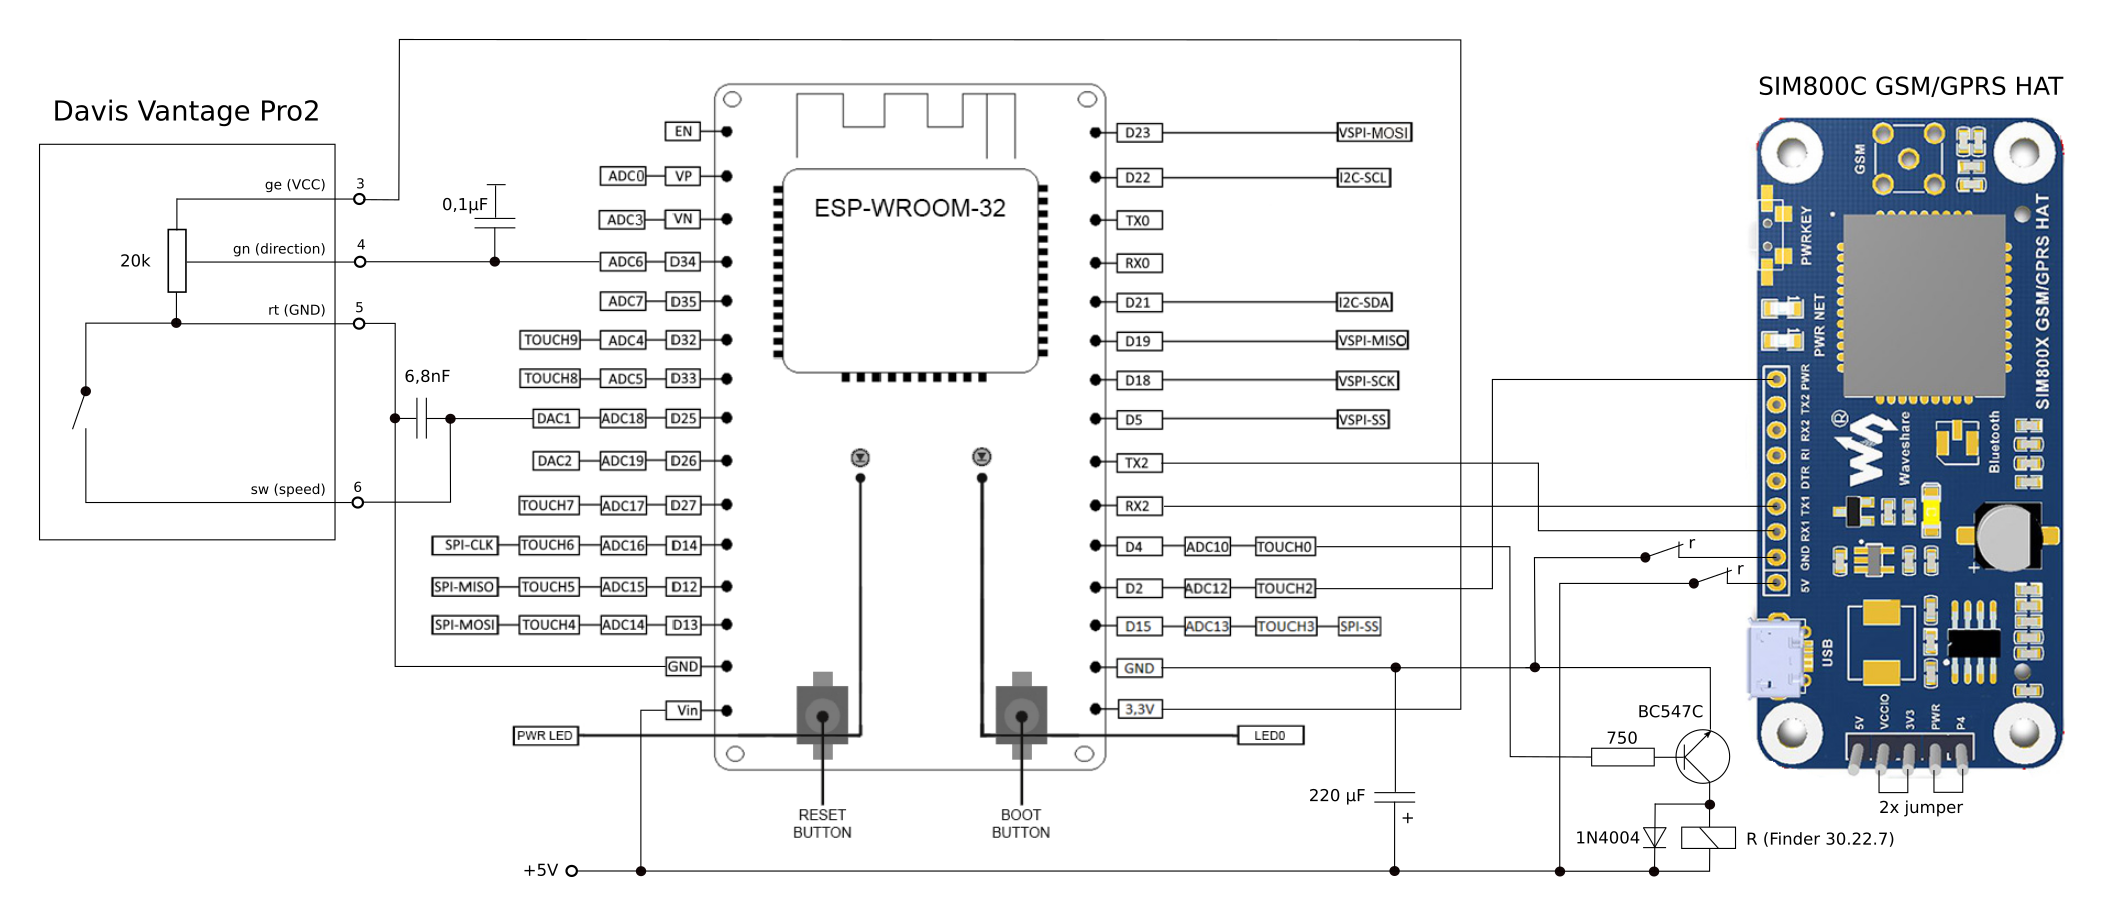 Davis Vantage Pro2
ge (VCC)
3
gn (direction)
4
20k
rt (GND)
5
sw (speed)
6
0,1µF
6,8nF
EN
ADC0 VP
ADC3 VN
ADC6 D34
ADC7 D35
TOUCH9 ADC4 D32
TOUCH8 ADC5 D33
DAC1 ADC18 D25
DAC2 ADC19 D26
TOUCH7 ADC17 D27
SPI-CLK TOUCH6 ADC16 D14
SPI-MISO TOUCH5 ADC15 D12
SPI-MOSI TOUCH4 ADC14 D13
GND
Vin
PWR LED
ESP-WROOM-32
RESET
BUTTON
BOOT
BUTTON
D23 VSPI-MOSI
D22 I2C-SCL
TX0
RX0
D21 I2C-SDA
D19 VSPI-MISO
D18 VSPI-SCK
D5 VSPI-SS
TX2
RX2
D4 ADC10 TOUCH0
D2 ADC12 TOUCH2
D15 ADC13 TOUCH3 SPI-SS
GND
3,3V
LED0
+5V
220 µF
+
750
BC547C
1N4004
R (Finder 30.22.7)
r
r
SIM800C GSM/GPRS HAT
GSM
PWRKEY
NET
PWR
SIM800X GSM/GPRS HAT
PWR
TX2
RX2
RI
DTR
TX1
RX1
GND
5V
®
Waveshare
Bluetooth
+
USB
5V
VCCIO
3V3
PWR
P4
2x jumper